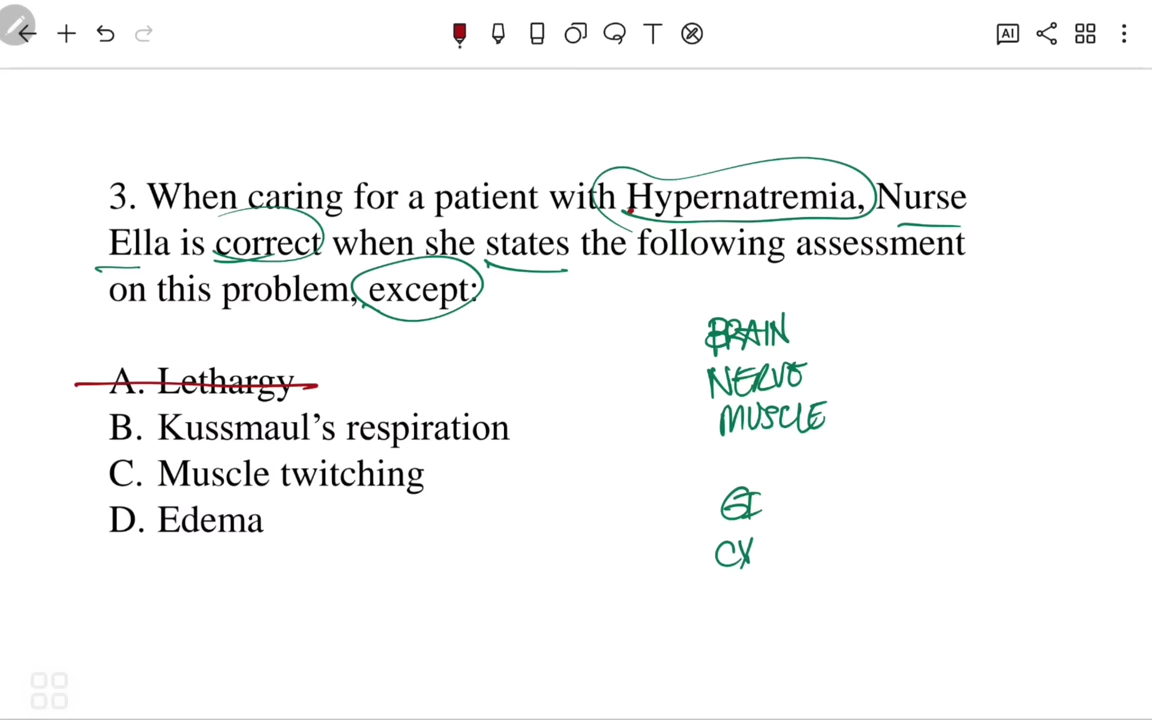 AI
T
3. When caring for a patient with Hypernatremia, Nurse
Ella is correct when she states the following assessment
on this problem, except:
A. Lethargy
B. Kussmaul’s respiration
C. Muscle twitching
D. Edema
BRAIN
NERVE
MUSCLE
GI
CX